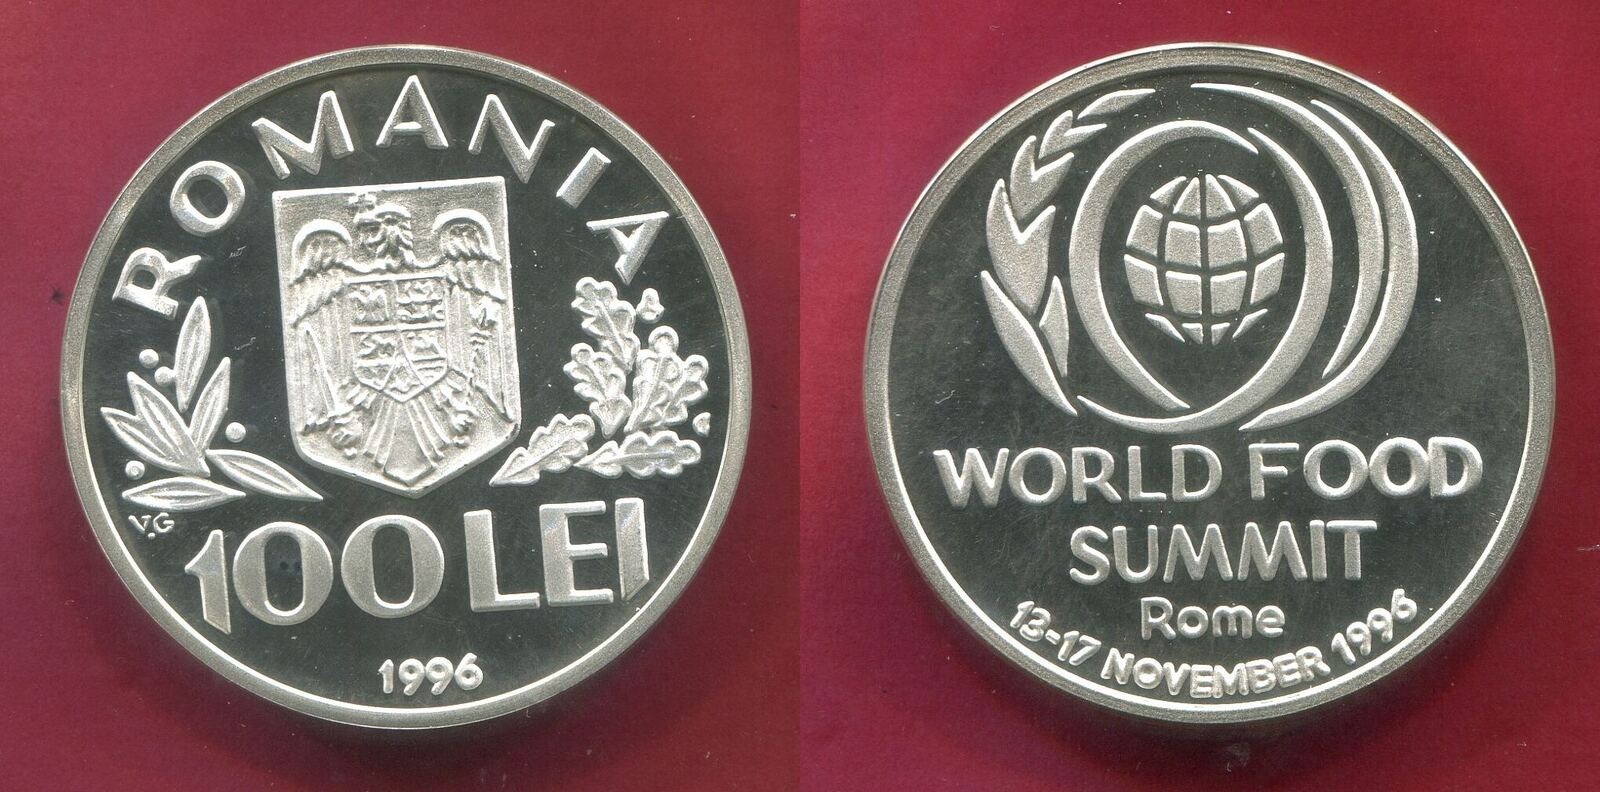 ROMANIA
V.G
100 LEI
1996
WORLD FOOD
SUMMIT
Rome
13-17 NOVEMBER 1996